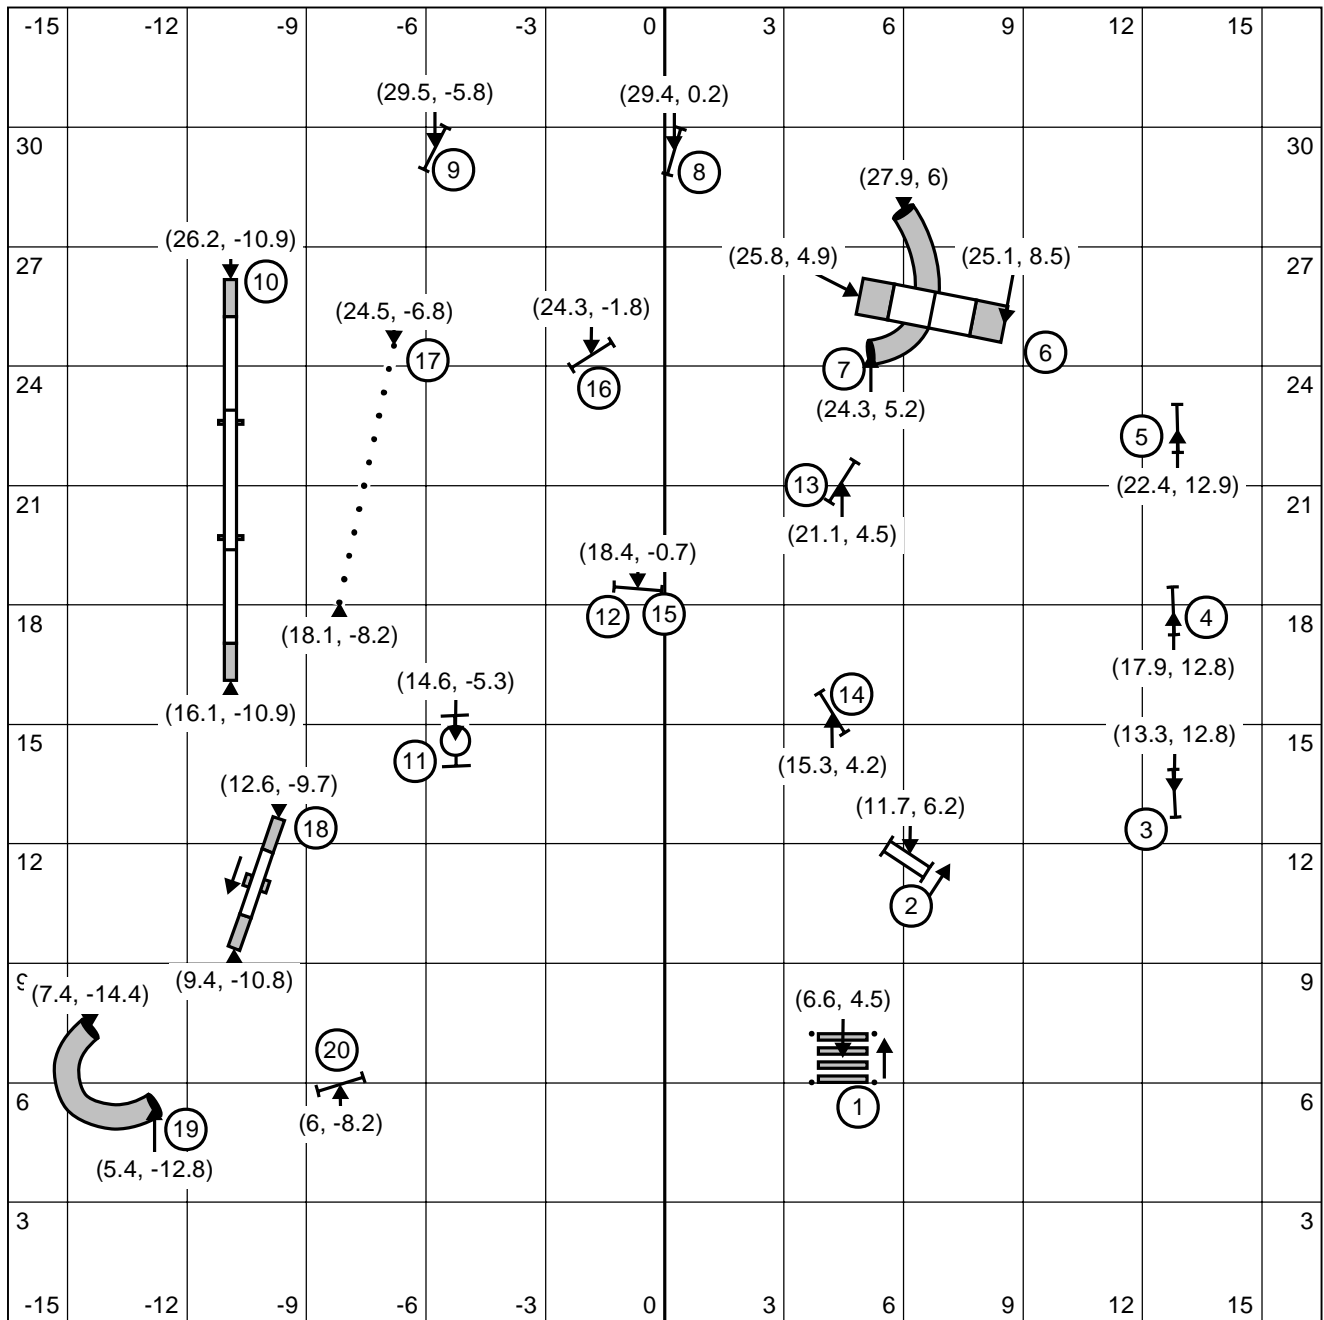 -15 -12 -9 -6 -3 0 3 6 9 12 15
(29.5, -5.8) (29.4, 0.2)
30 9 8 30
(27.9, 6)
(26.2, -10.9) (25.8, 4.9) (25.1, 8.5)
27 10 27
(24.5, -6.8) (24.3, -1.8)
17 7 6
24 16 24
(24.3, 5.2)
5
13 (22.4, 12.9)
21 21
(21.1, 4.5)
(18.4, -0.7)
18 12 15 4 18
(18.1, -8.2)
(17.9, 12.8)
(14.6, -5.3) 14
(16.1, -10.9)
15 11 (13.3, 12.8) 15
(15.3, 4.2)
(12.6, -9.7) (11.7, 6.2)
18 3
12 12
2
9 (7.4, -14.4) (9.4, -10.8) 9
(6.6, 4.5)
20
6 19 1 6
(6, -8.2)
(5.4, -12.8)
3 3
-15 -12 -9 -6 -3 0 3 6 9 12 15